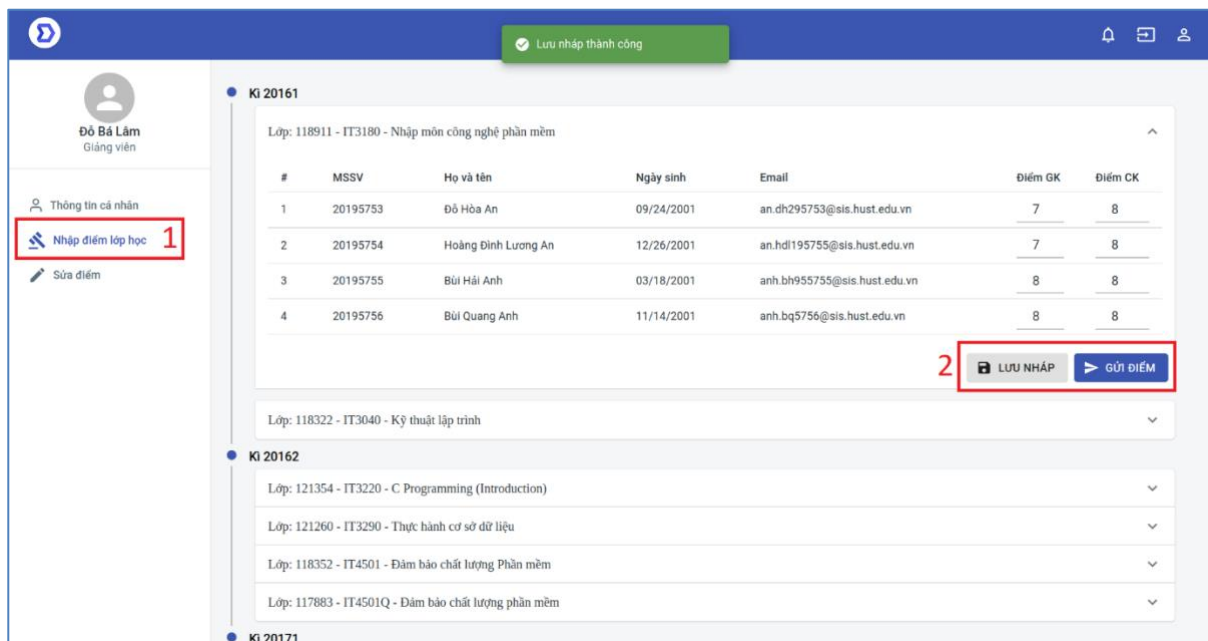 Lưu nháp thành công
Đỗ Bá Lâm
Giảng viên
Thông tin cá nhân
Nhập điểm lớp học 1
Sửa điểm
Kì 20161
Lớp: 118911 - IT3180 - Nhập môn công nghệ phần mềm
# MSSV Họ và tên Ngày sinh Email Điểm GK Điểm CK
1 20195753 Đỗ Hòa An 09/24/2001 an.dh295753@sis.hust.edu.vn 7 8
2 20195754 Hoàng Đình Lương An 12/26/2001 an.hdl195755@sis.hust.edu.vn 7 8
3 20195755 Bùi Hải Anh 03/18/2001 anh.bh955755@sis.hust.edu.vn 8 8
4 20195756 Bùi Quang Anh 11/14/2001 anh.bq5756@sis.hust.edu.vn 8 8
2 LƯU NHÁP GỬI ĐIỂM
Lớp: 118322 - IT3040 - Kỹ thuật lập trình
Kì 20162
Lớp: 121354 - IT3220 - C Programming (Introduction)
Lớp: 121260 - IT3290 - Thực hành cơ sở dữ liệu
Lớp: 118352 - IT4501 - Đảm bảo chất lượng Phần mềm
Lớp: 117883 - IT4501Q - Đảm bảo chất lượng phần mềm
Kì 20171